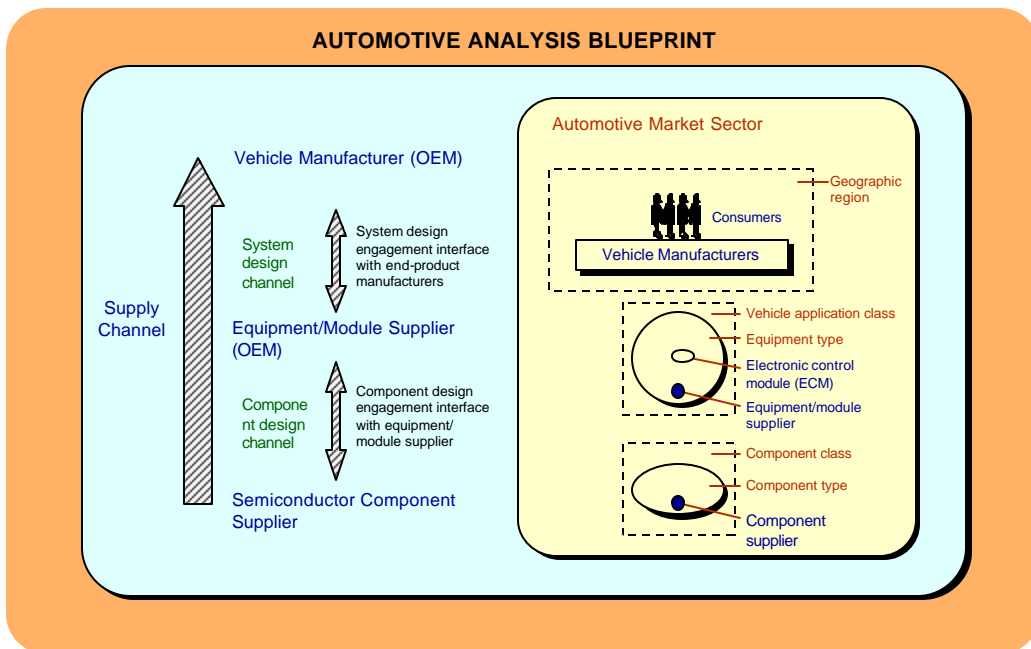 AUTOMOTIVE ANALYSIS BLUEPRINT
Vehicle Manufacturer (OEM)
System
design
channel
System design
engagement interface
with end-product
manufacturers
Supply
Channel
Equipment/Module Supplier
(OEM)
Compone
nt design
channel
Component design
engagement interface
with equipment/
module supplier
Semiconductor Component
Supplier
Automotive Market Sector
Geographic
region
Consumers
Vehicle Manufacturers
Vehicle application class
Equipment type
Electronic control
module (ECM)
Equipment/module
supplier
Component class
Component type
Component
supplier